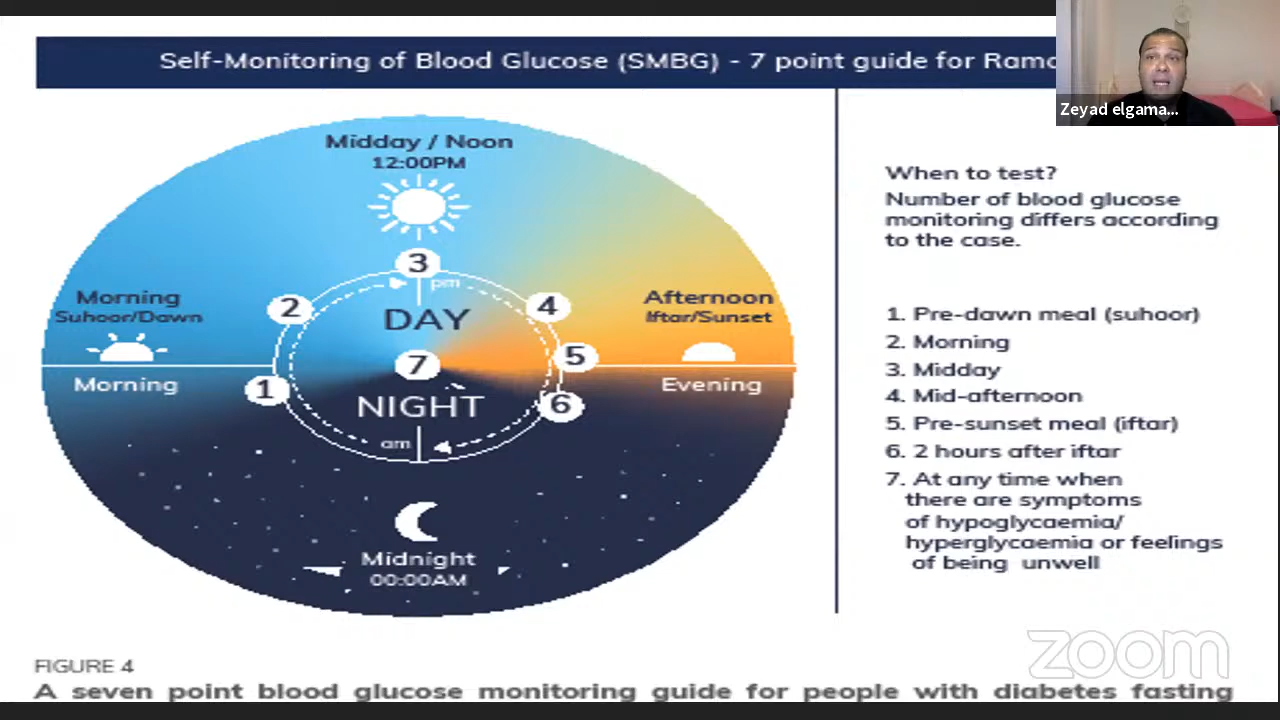 Self-Monitoring of Blood Glucose (SMBG) - 7 point guide for
Zeyad elgama...
Midday / Noon
12:00PM
3
pm
2
4
DAY
Morning
Suhoor/Dawn
Afternoon
Iftar/Sunset
7
5
Morning
Evening
1
NIGHT
6
am
Midnight
00:00AM
When to test?
Number of blood glucose
monitoring differs according
to the case.
1. Pre-dawn meal (suhoor)
2. Morning
3. Midday
4. Mid-afternoon
5. Pre-sunset meal (iftar)
6. 2 hours after iftar
7. At any time when
there are symptoms
of hypoglycaemia/
hyperglycaemia or feelings
of being unwell
zoom
FIGURE 4
A seven point blood glucose monitoring guide for people with diabetes fasting